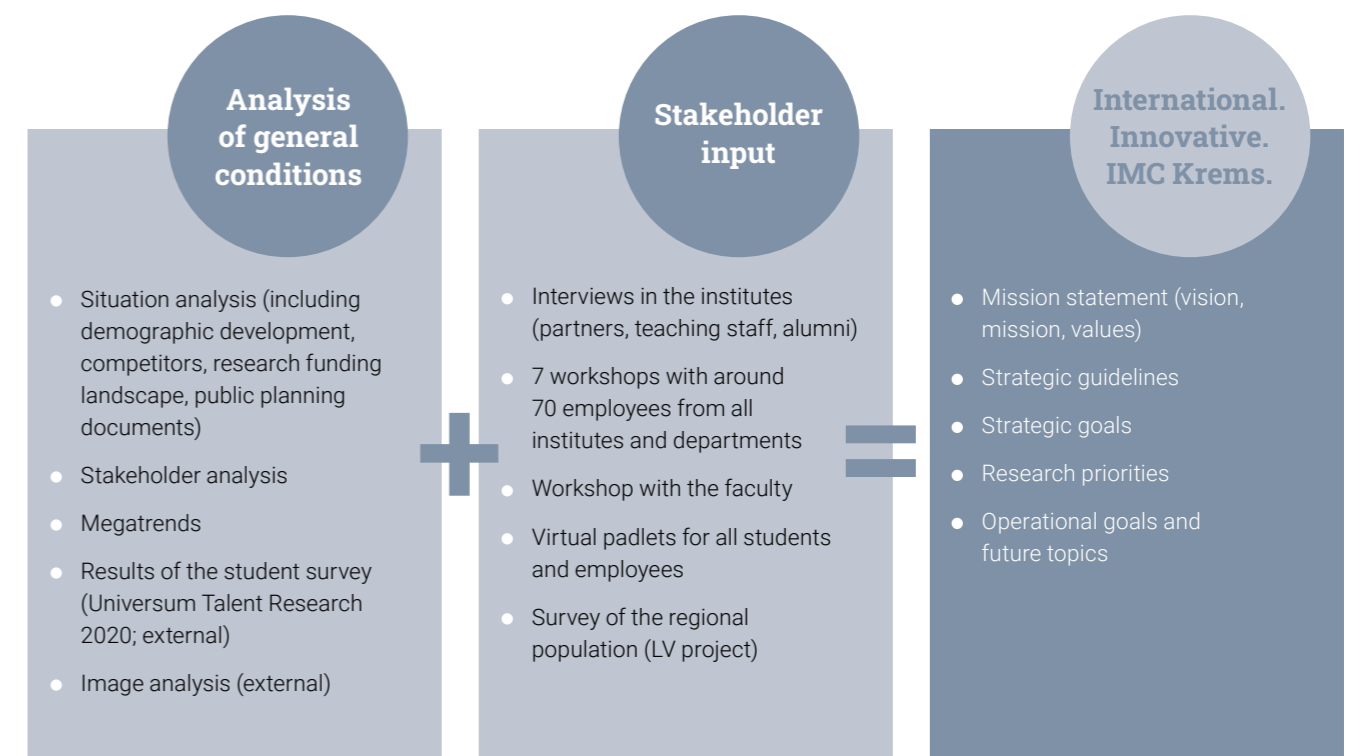 Analysis
of general
conditions
Situation analysis (including
demographic development,
competitors, research funding
landscape, public planning
documents)
Stakeholder analysis
Megatrends
Results of the student survey
(Universum Talent Research
2020; external)
Image analysis (external)
+
Stakeholder
input
Interviews in the institutes
(partners, teaching staff, alumni)
7 workshops with around
70 employees from all
institutes and departments
Workshop with the faculty
Virtual padlets for all students
and employees
Survey of the regional
population (LV project)
=
International.
Innovative.
IMC Krems.
Mission statement (vision,
mission, values)
Strategic guidelines
Strategic goals
Research priorities
Operational goals and
future topics